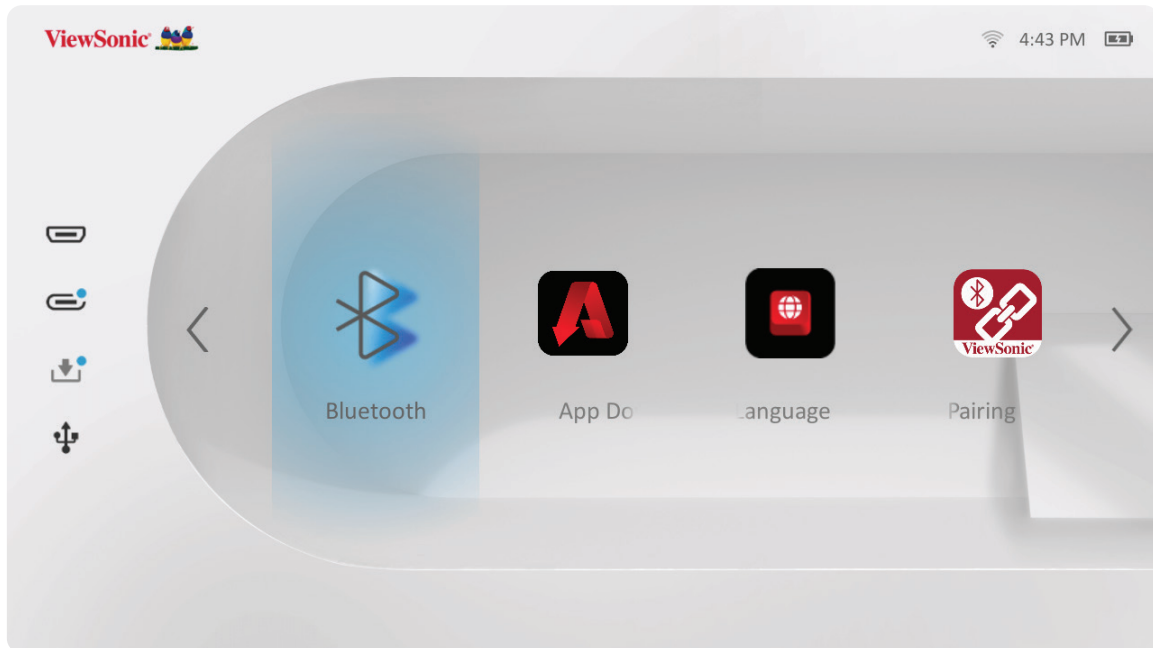 ViewSonic
4:43 PM
ViewSonic
Bluetooth
App Do
anguage
Pairing